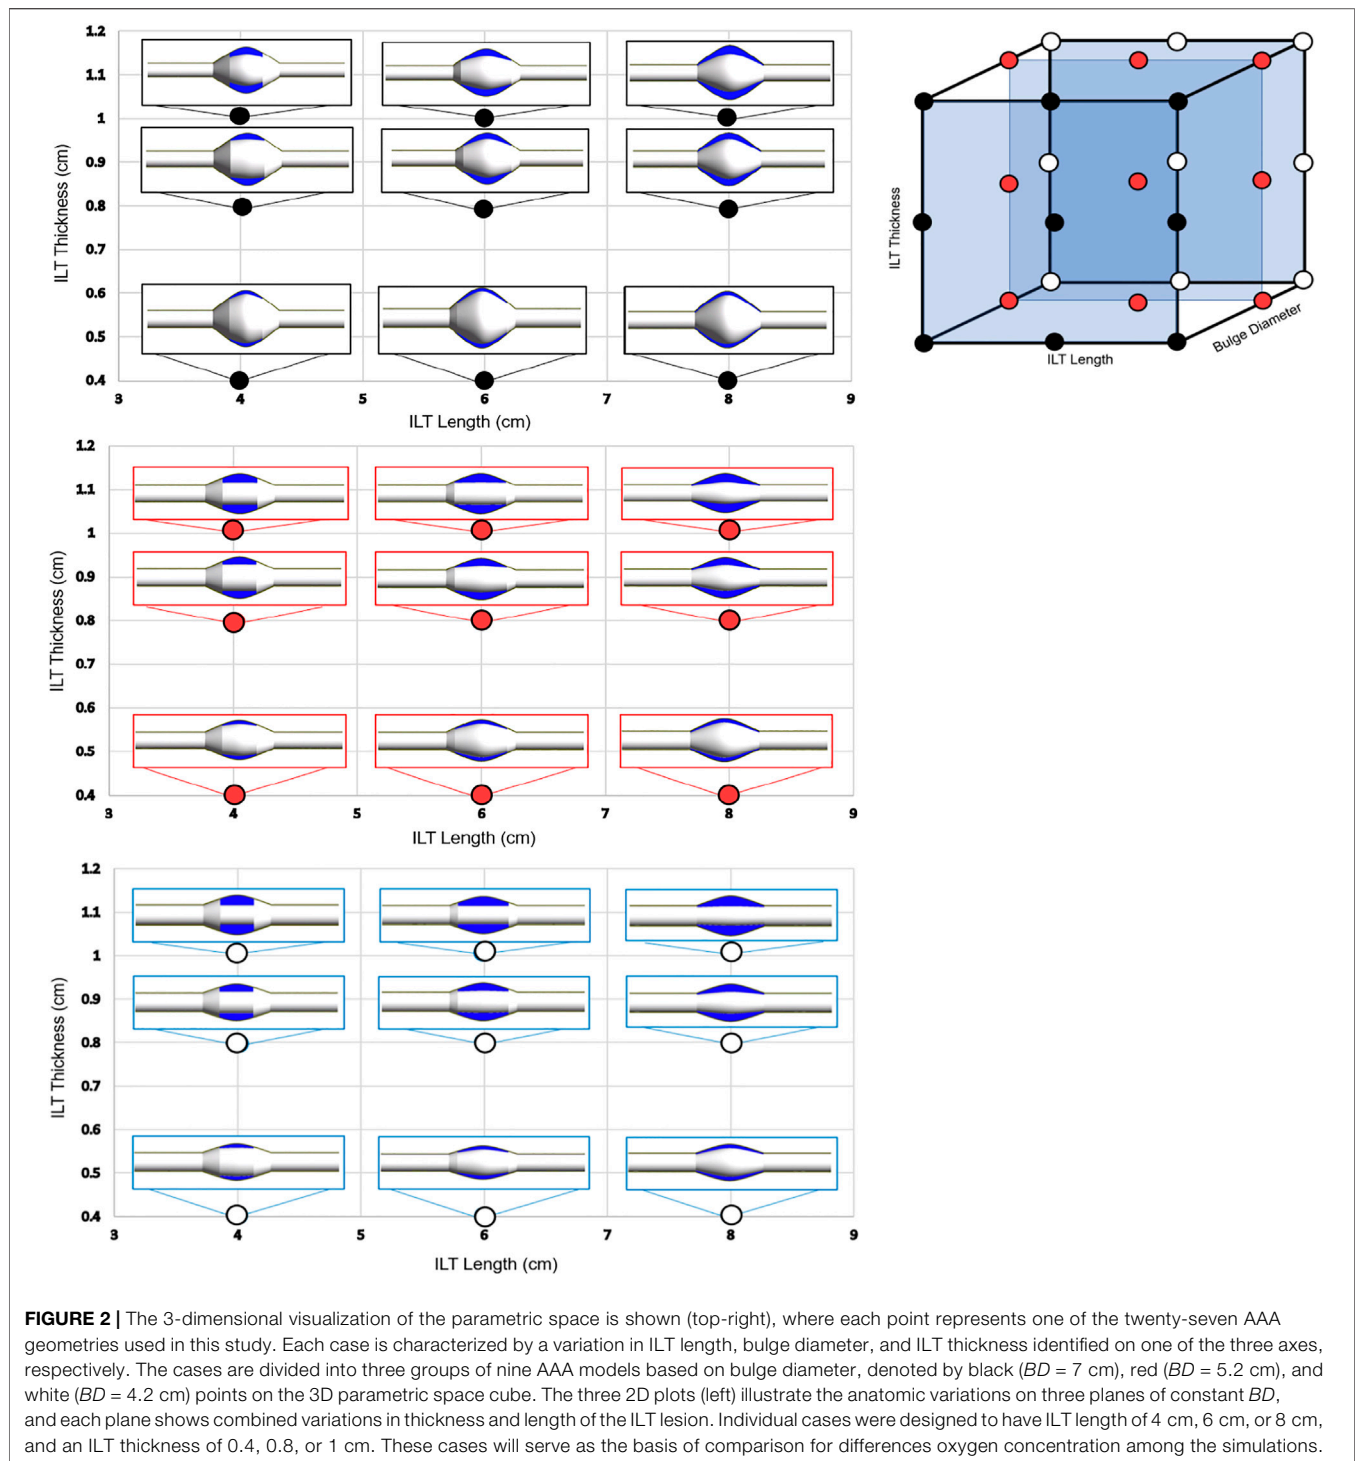 1.2
1.1
1
0.9
0.8
0.7
0.6
0.5
0.4
ILT Thickness (cm)
3 4 5 6 7 8 9
ILT Length (cm)
ILT Thickness
ILT Length
Bulge Diameter
1.2
1.1
1
0.9
0.8
0.7
0.6
0.5
0.4
ILT Thickness (cm)
3 4 5 6 7 8 9
ILT Length (cm)
1.2
1.1
1
0.9
0.8
0.7
0.6
0.5
0.4
ILT Thickness (cm)
3 4 5 6 7 8 9
ILT Length (cm)
FIGURE 2 | The 3-dimensional visualization of the parametric space is shown (top-right), where each point represents one of the twenty-seven AAA
geometries used in this study. Each case is characterized by a variation in ILT length, bulge diameter, and ILT thickness identified on one of the three axes,
respectively. The cases are divided into three groups of nine AAA models based on bulge diameter, denoted by black (BD = 7 cm), red (BD = 5.2 cm), and
white (BD = 4.2 cm) points on the 3D parametric space cube. The three 2D plots (left) illustrate the anatomic variations on three planes of constant BD,
and each plane shows combined variations in thickness and length of the ILT lesion. Individual cases were designed to have ILT length of 4 cm, 6 cm, or 8 cm,
and an ILT thickness of 0.4, 0.8, or 1 cm. These cases will serve as the basis of comparison for differences oxygen concentration among the simulations.